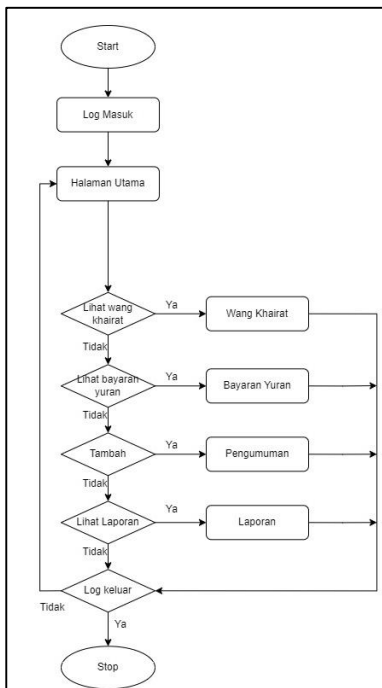 Start
Log Masuk
Halaman Utama
Lihat wang
khairat
Ya
Wang Khairat
Tidak
Lihat bayaran
yuran
Ya
Bayaran Yuran
Tidak
Tambah
Ya
Pengumuman
Tidak
Lihat Laporan
Ya
Laporan
Tidak
Log keluar
Tidak
Ya
Stop